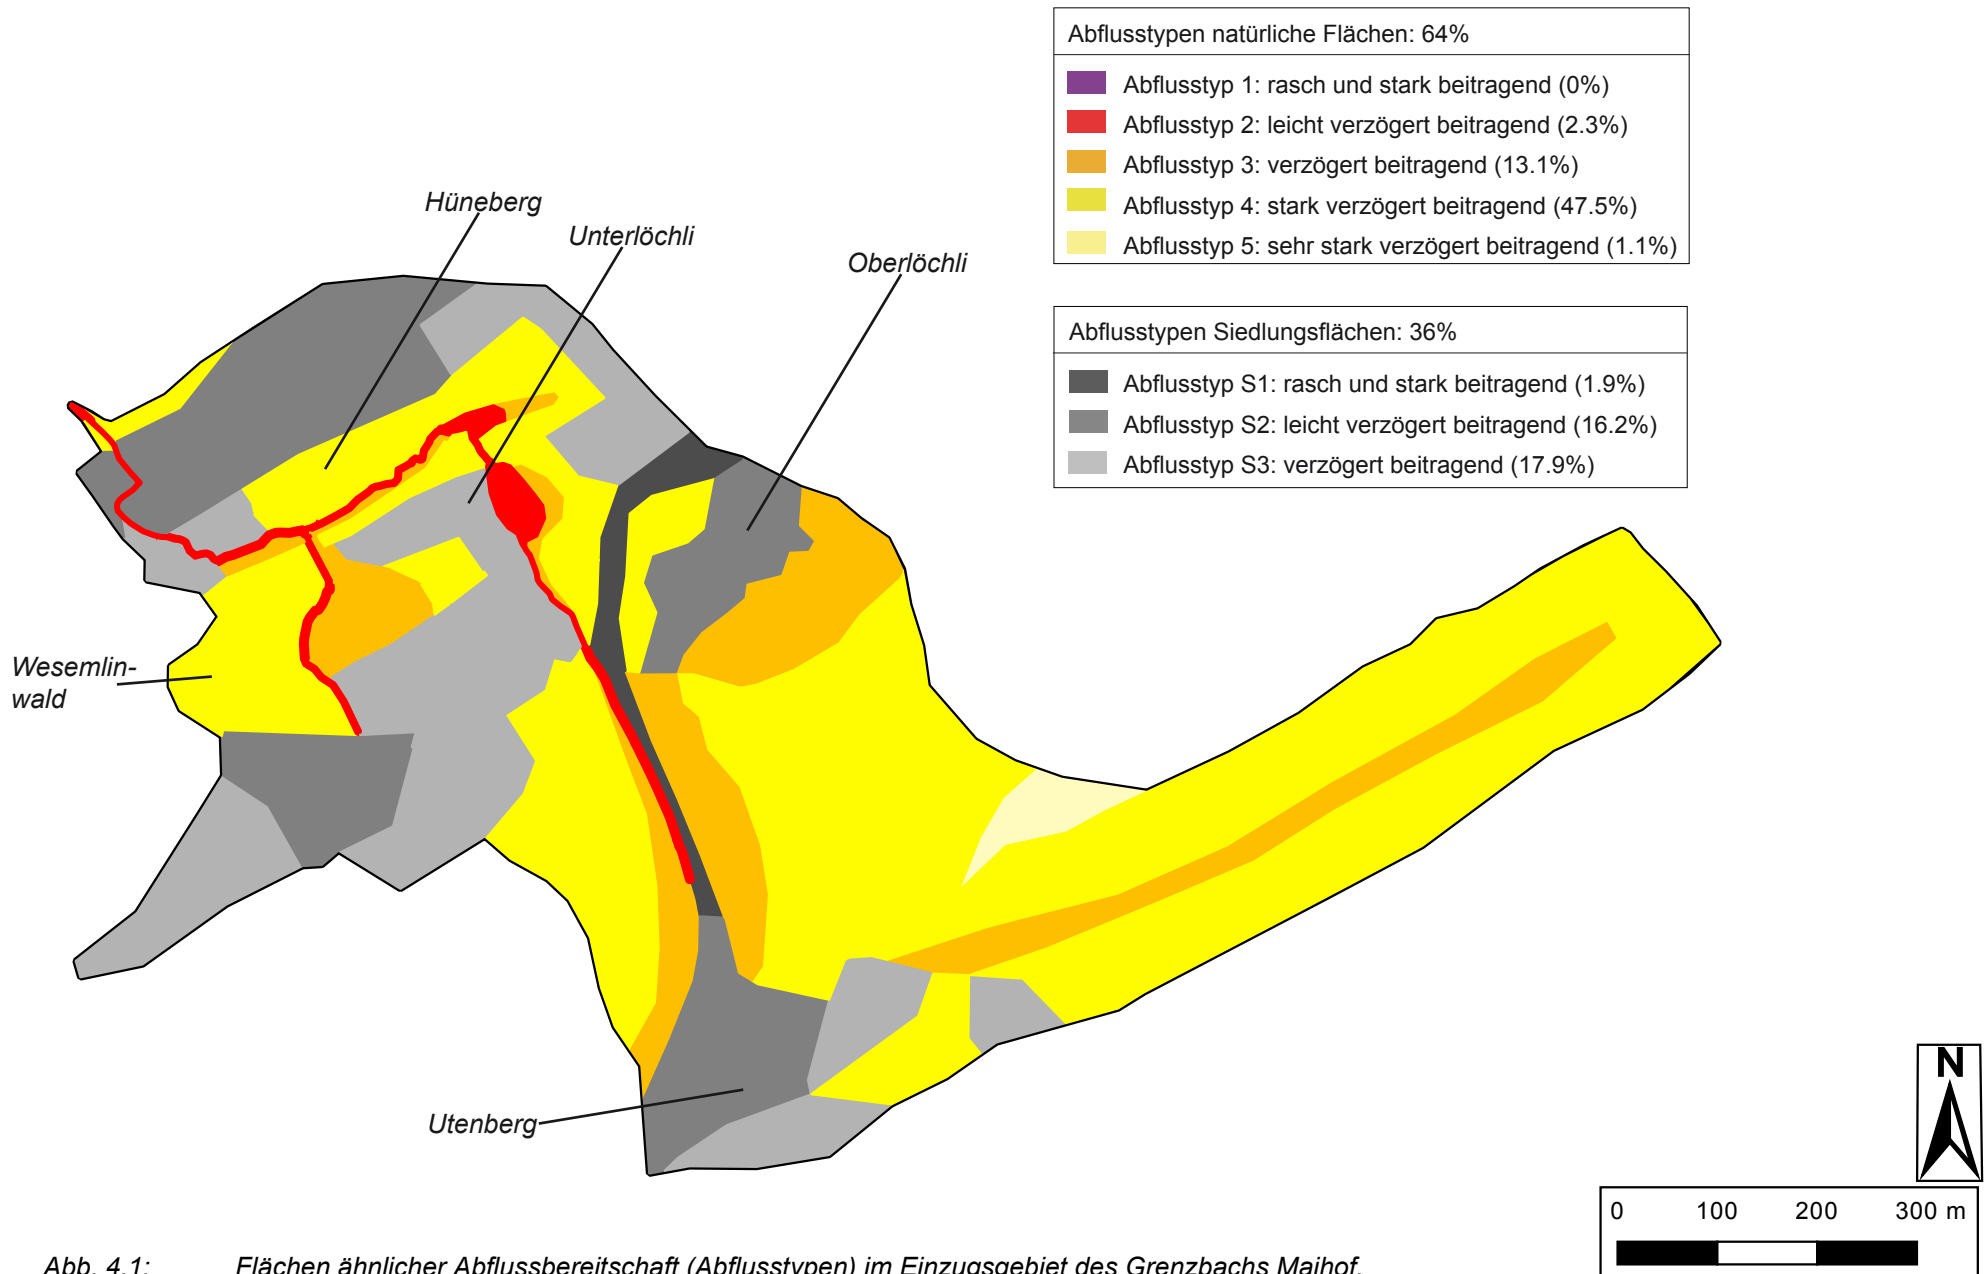 Abflusstypen natürliche Flächen: 64%
Abflusstyp 1: rasch und stark beitragend (0%)
Abflusstyp 2: leicht verzögert beitragend (2.3%)
Abflusstyp 3: verzögert beitragend (13.1%)
Abflusstyp 4: stark verzögert beitragend (47.5%)
Abflusstyp 5: sehr stark verzögert beitragend (1.1%)
Abflusstypen Siedlungsflächen: 36%
Abflusstyp S1: rasch und stark beitragend (1.9%)
Abflusstyp S2: leicht verzögert beitragend (16.2%)
Abflusstyp S3: verzögert beitragend (17.9%)
Hüneberg
Unterlöchli
Oberlöchli
Wesemlin-
wald
Utenberg
N
0 100 200 300 m
Abb. 4.1: Flächen ähnlicher Abflussbereitschaft (Abflusstypen) im Einzugsgebiet des Grenzbachs Maihof.